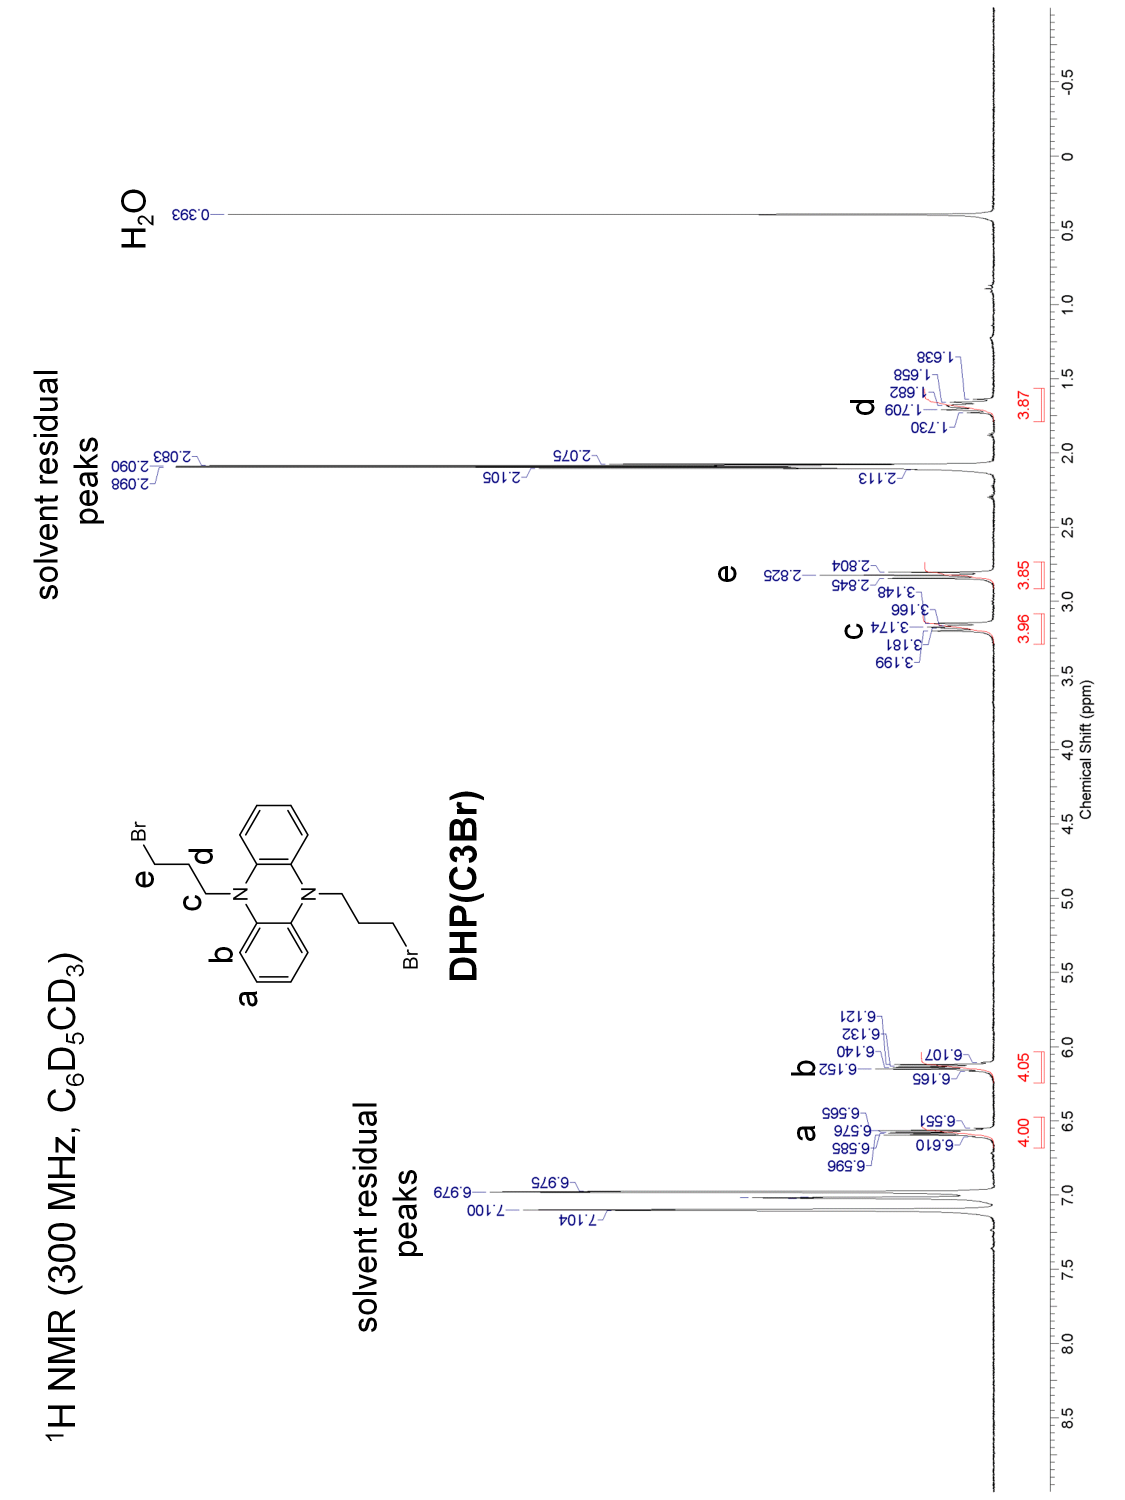 ¹H NMR (300 MHz, C₆D₅CD₃)
solvent residual
peaks
H₂O
0.393
2.098
2.090
2.083
2.105
2.075
2.113
d
1.730
1.709
1.682
1.658
1.638
e
2.845
2.825
2.804
c
3.199
3.181
3.174
3.166
3.148
Br
e
d
c
N
N
b
a
Br
DHP(C3Br)
solvent residual
peaks
7.104
7.100
6.979
6.975
a
6.610
6.596
6.585
6.576
6.565
6.551
b
6.165
6.152
6.140
6.132
6.121
6.107
4.00
4.05
3.96
3.85
3.87
8.5 8.0 7.5 7.0 6.5 6.0 5.5 5.0 4.5 4.0 3.5 3.0 2.5 2.0 1.5 1.0 0.5 0 -0.5
Chemical Shift (ppm)